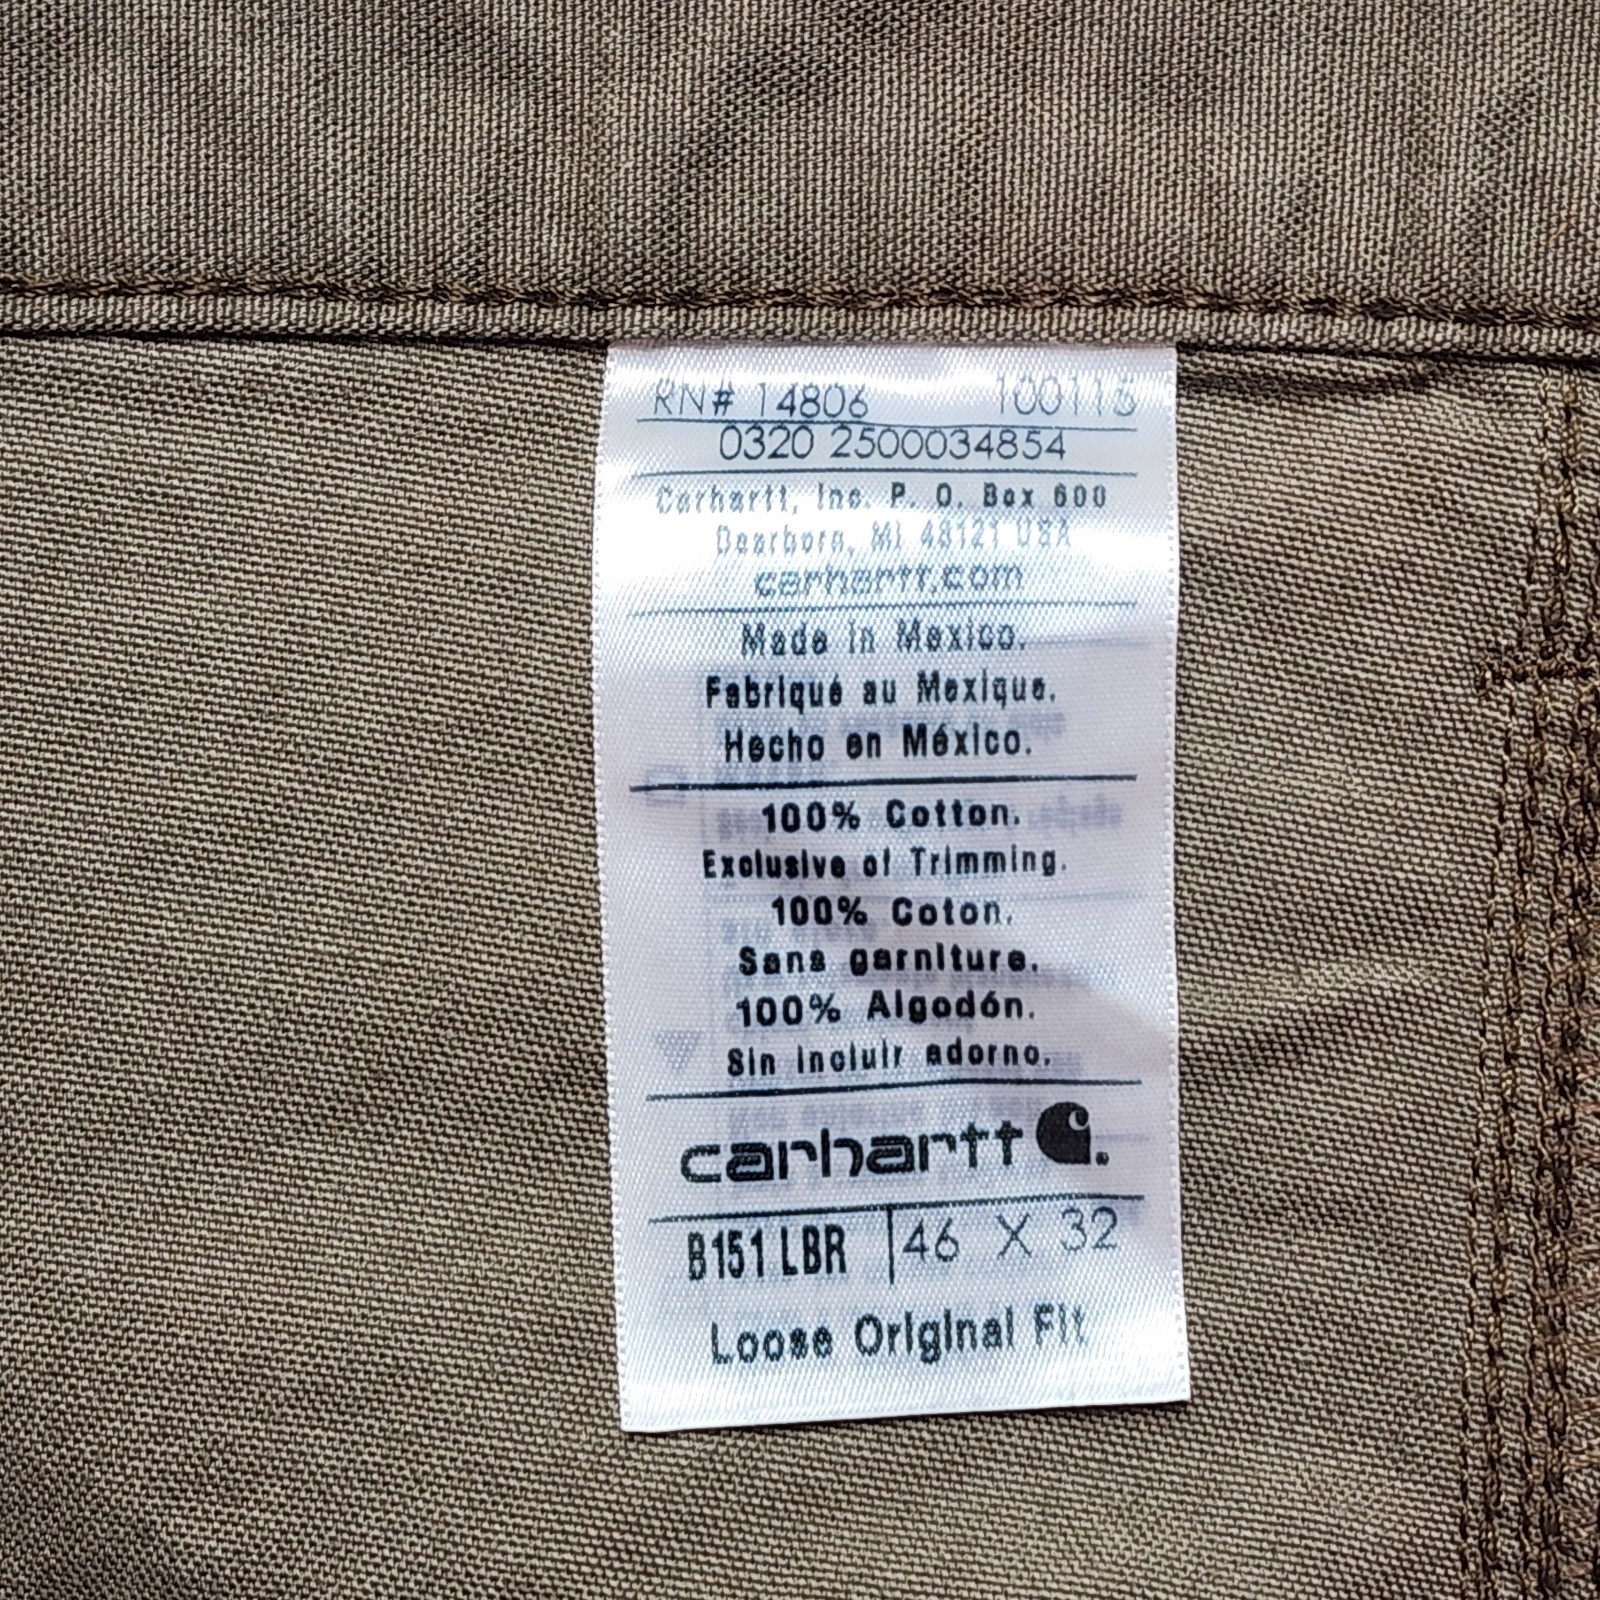 RN# 14806 100115
0320 2500034854
Carhartt, Inc. P. O. Box 600
Dearborn, MI 48121 USA
carhartt.com
Made in Mexico.
Fabriqué au Mexique.
Hecho en México.
100% Cotton.
Exclusive of Trimming.
100% Coton.
Sans garniture.
100% Algodón.
Sin incluir adorno.
carhartt
B151 LBR 46 X 32
Loose Original Fit